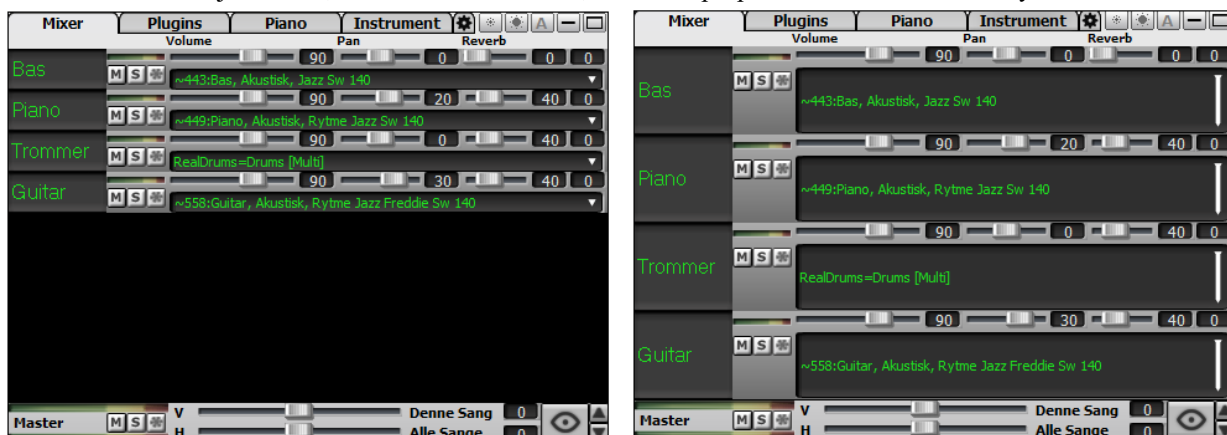 Mixer Plugins Piano Instrument A
Volume Pan Reverb
90 0 0 0
Bas
M S
~443:Bas, Akustisk, Jazz Sw 140
90 20 40 0
Piano
M S
~449:Piano, Akustisk, Rytme Jazz Sw 140
90 0 40 0
Trommer
M S
RealDrums=Drums [Multi]
90 30 40 0
Guitar
M S
~558:Guitar, Akustisk, Rytme Jazz Freddie Sw 140
Master M S
V Denne Sang 0
H Alle Sange 0
Mixer Plugins Piano Instrument A
Volume Pan Reverb
90 0 0 0
Bas
M S
~443:Bas, Akustisk, Jazz Sw 140
90 20 40 0
Piano
M S
~449:Piano, Akustisk, Rytme Jazz Sw 140
90 0 40 0
Trommer
M S
RealDrums=Drums [Multi]
90 30 40 0
Guitar
M S
~558:Guitar, Akustisk, Rytme Jazz Freddie Sw 140
Master M S
V Denne Sang 0
H Alle Sange 0